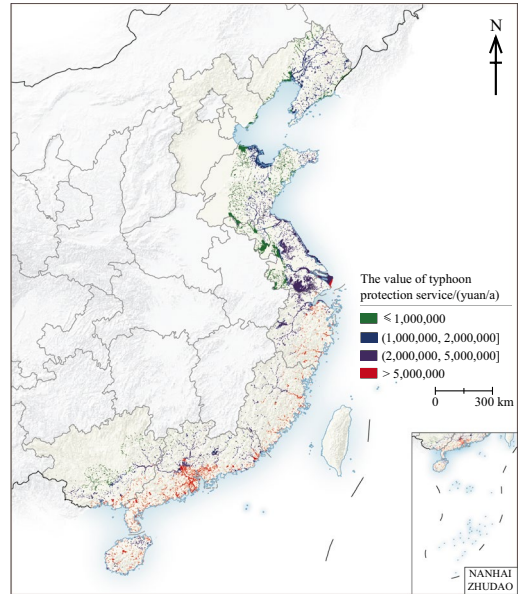 N
The value of typhoon
protection service/(yuan/a)
≤ 1,000,000
(1,000,000, 2,000,000]
(2,000,000, 5,000,000]
> 5,000,000
0 300 km
NANHAI
ZHUDAO